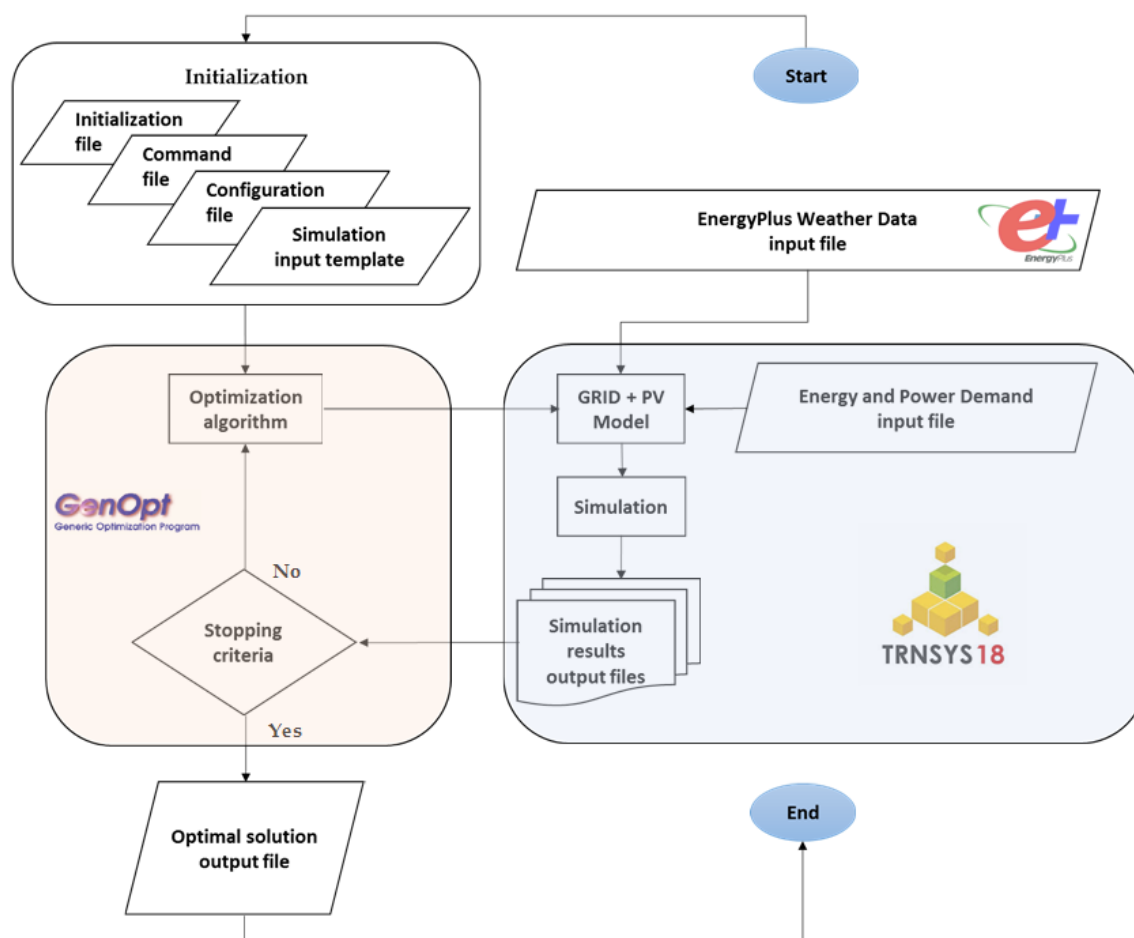 Start
Initialization
Initialization
file
Command
file
Configuration
file
Simulation
input template
EnergyPlus Weather Data
input file
e+
EnergyPlus
Optimization
algorithm
GRID + PV
Model
Energy and Power Demand
input file
GenOpt
Generic Optimization Program
Simulation
No
Stopping
criteria
Simulation
results
output files
TRNSYS 18
Yes
Optimal solution
output file
End